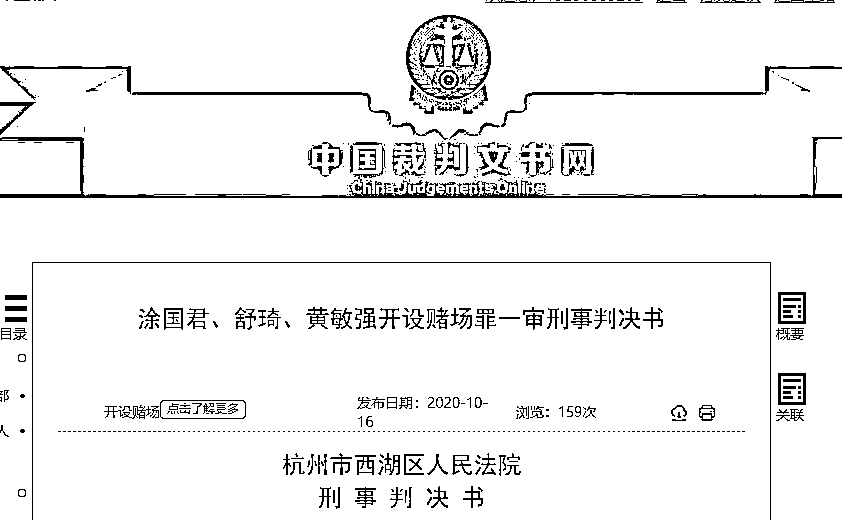 中国裁判文书网
China Judgements Online
目录
概要
涂国君、舒琦、黄敏强开设赌场罪一审刑事判决书
部
人
开设赌场 点击了解更多 发布日期：2020-10-
16
浏览：159次
关联
杭州市西湖区人民法院
刑 事 判 决 书